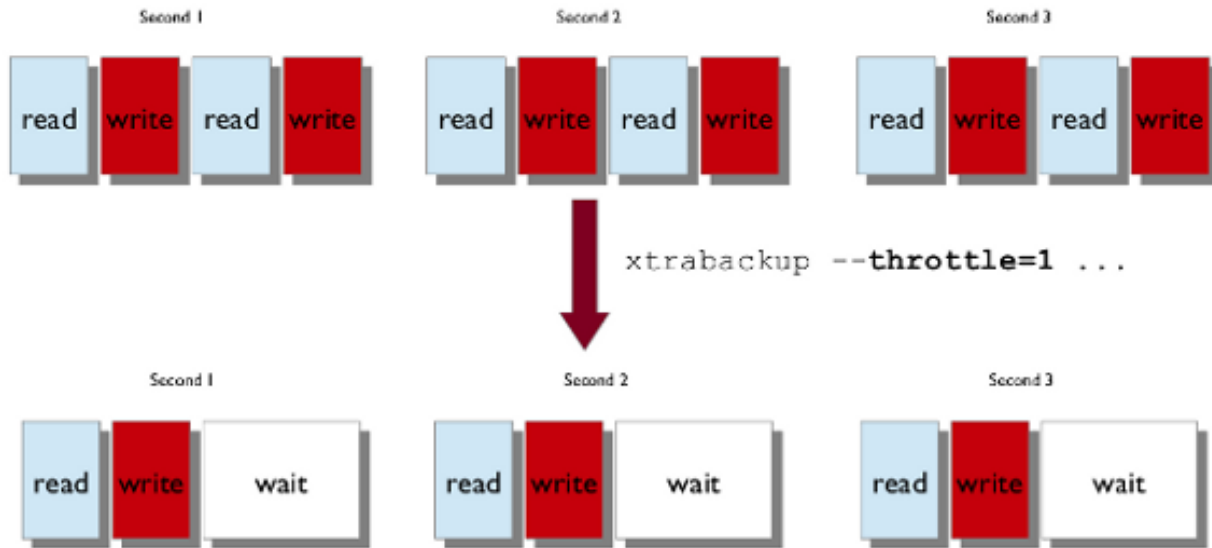 Second 1 Second 2 Second 3
read write read write read write read write read write read write
xtrabackup --throttle=1 ...
Second 1 Second 2 Second 3
read write wait read write wait read write wait